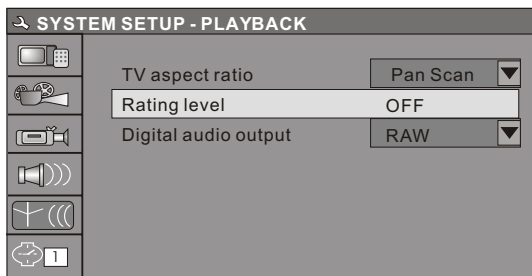 SYSTEM SETUP - PLAYBACK
TV aspect ratio Pan Scan
Rating level OFF
Digital audio output RAW
1